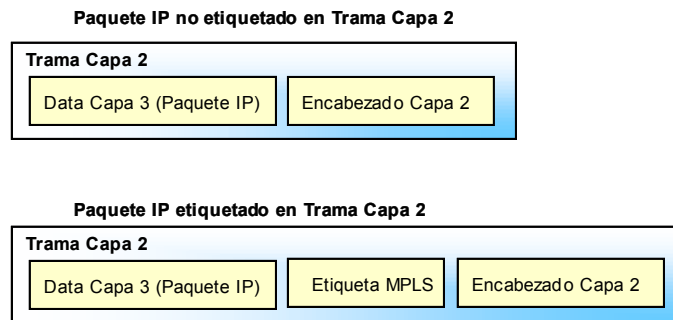 Paquete IP no etiquetado en Trama Capa 2
Trama Capa 2
Data Capa 3 (Paquete IP)
Encabezado Capa 2
Paquete IP etiquetado en Trama Capa 2
Trama Capa 2
Data Capa 3 (Paquete IP)
Etiqueta MPLS
Encabezado Capa 2